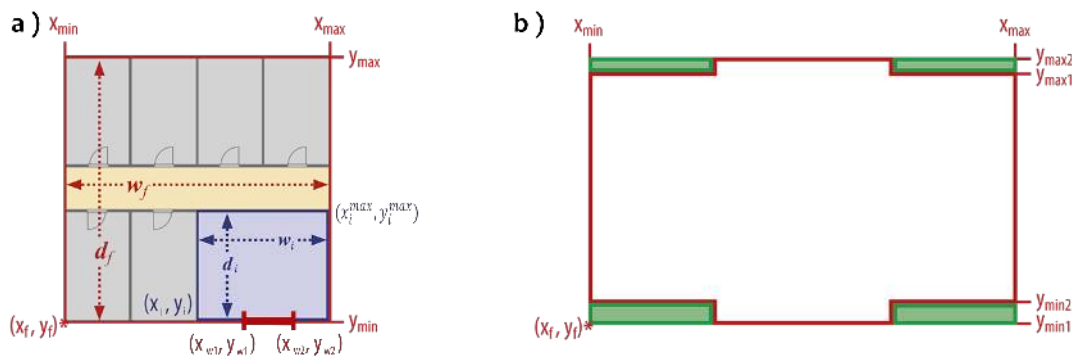 a )
x_min
x_max
y_max
w_f
(x_i^max, y_i^max)
w_i
d_f
d_i
(x_i, y_i)
(x_f, y_f)*
y_min
(x_w1, y_w1)
(x_w2, y_w2)
b )
x_min
x_max
y_max2
y_max1
y_min2
(x_f, y_f)*
y_min1